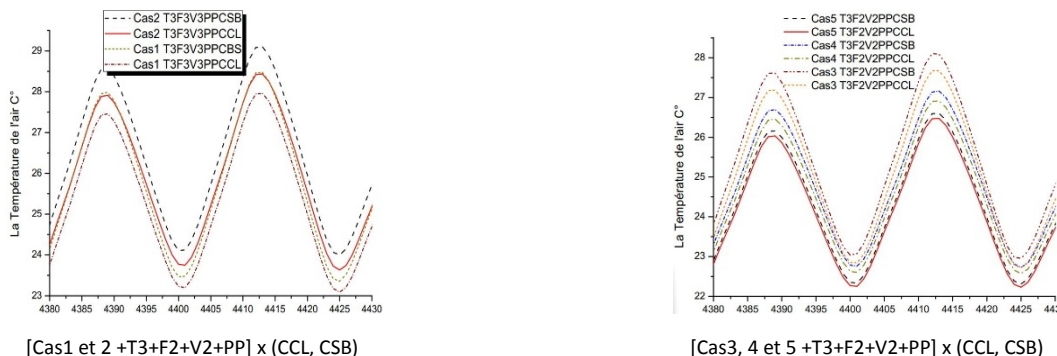 Cas2 T3F3V3PPCSB
Cas2 T3F3V3PPCCL
Cas1 T3F3V3PPCBS
Cas1 T3F3V3PPCCL
La Température de l'air C°
29
28
27
26
25
24
23
4380 4385 4390 4395 4400 4405 4410 4415 4420 4425 4430
[Cas1 et 2 +T3+F2+V2+PP] x (CCL, CSB)
Cas5 T3F2V2PPCSB
Cas5 T3F2V2PPCCL
Cas4 T3F2V2PPCSB
Cas4 T3F2V2PPCCL
Cas3 T3F2V2PPCSB
Cas3 T3F2V2PPCCL
La Température de l'air C°
28
27
26
25
24
23
22
4380 4385 4390 4395 4400 4405 4410 4415 4420 4425 443
[Cas3, 4 et 5 +T3+F2+V2+PP] x (CCL, CSB)